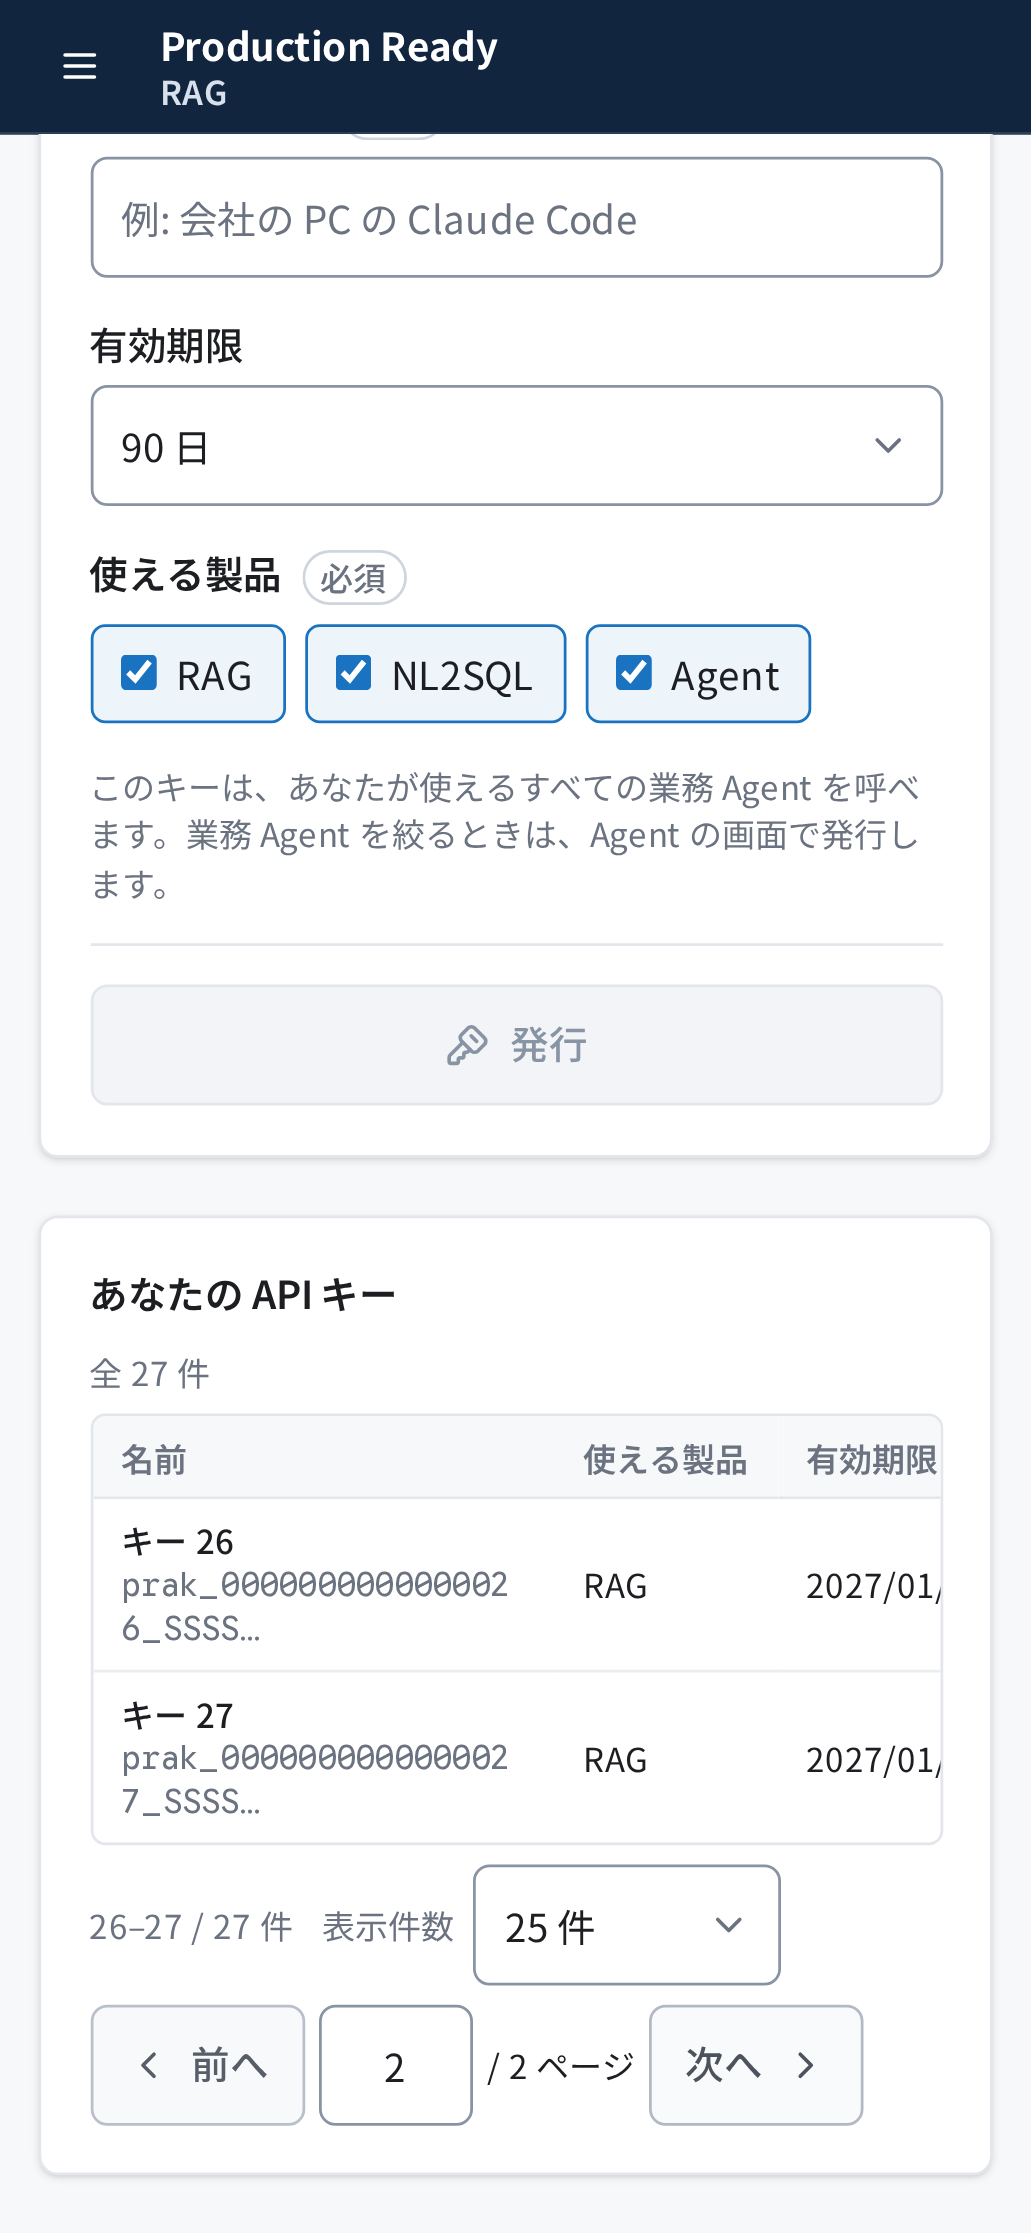 Production Ready
RAG
例: 会社の PC の Claude Code
有効期限
90 日
使える製品 必須
RAG NL2SQL Agent
このキーは、あなたが使えるすべての業務 Agent を呼べ
ます。業務 Agent を絞るときは、Agent の画面で発行し
ます。
発行
あなたの API キー
全 27 件
名前 使える製品 有効期限
キー 26
prak_000000000000002
6_SSSS…
RAG 2027/01/
キー 27
prak_000000000000002
7_SSSS…
RAG 2027/01/
26–27 / 27 件 表示件数 25 件
前へ 2 / 2 ページ 次へ